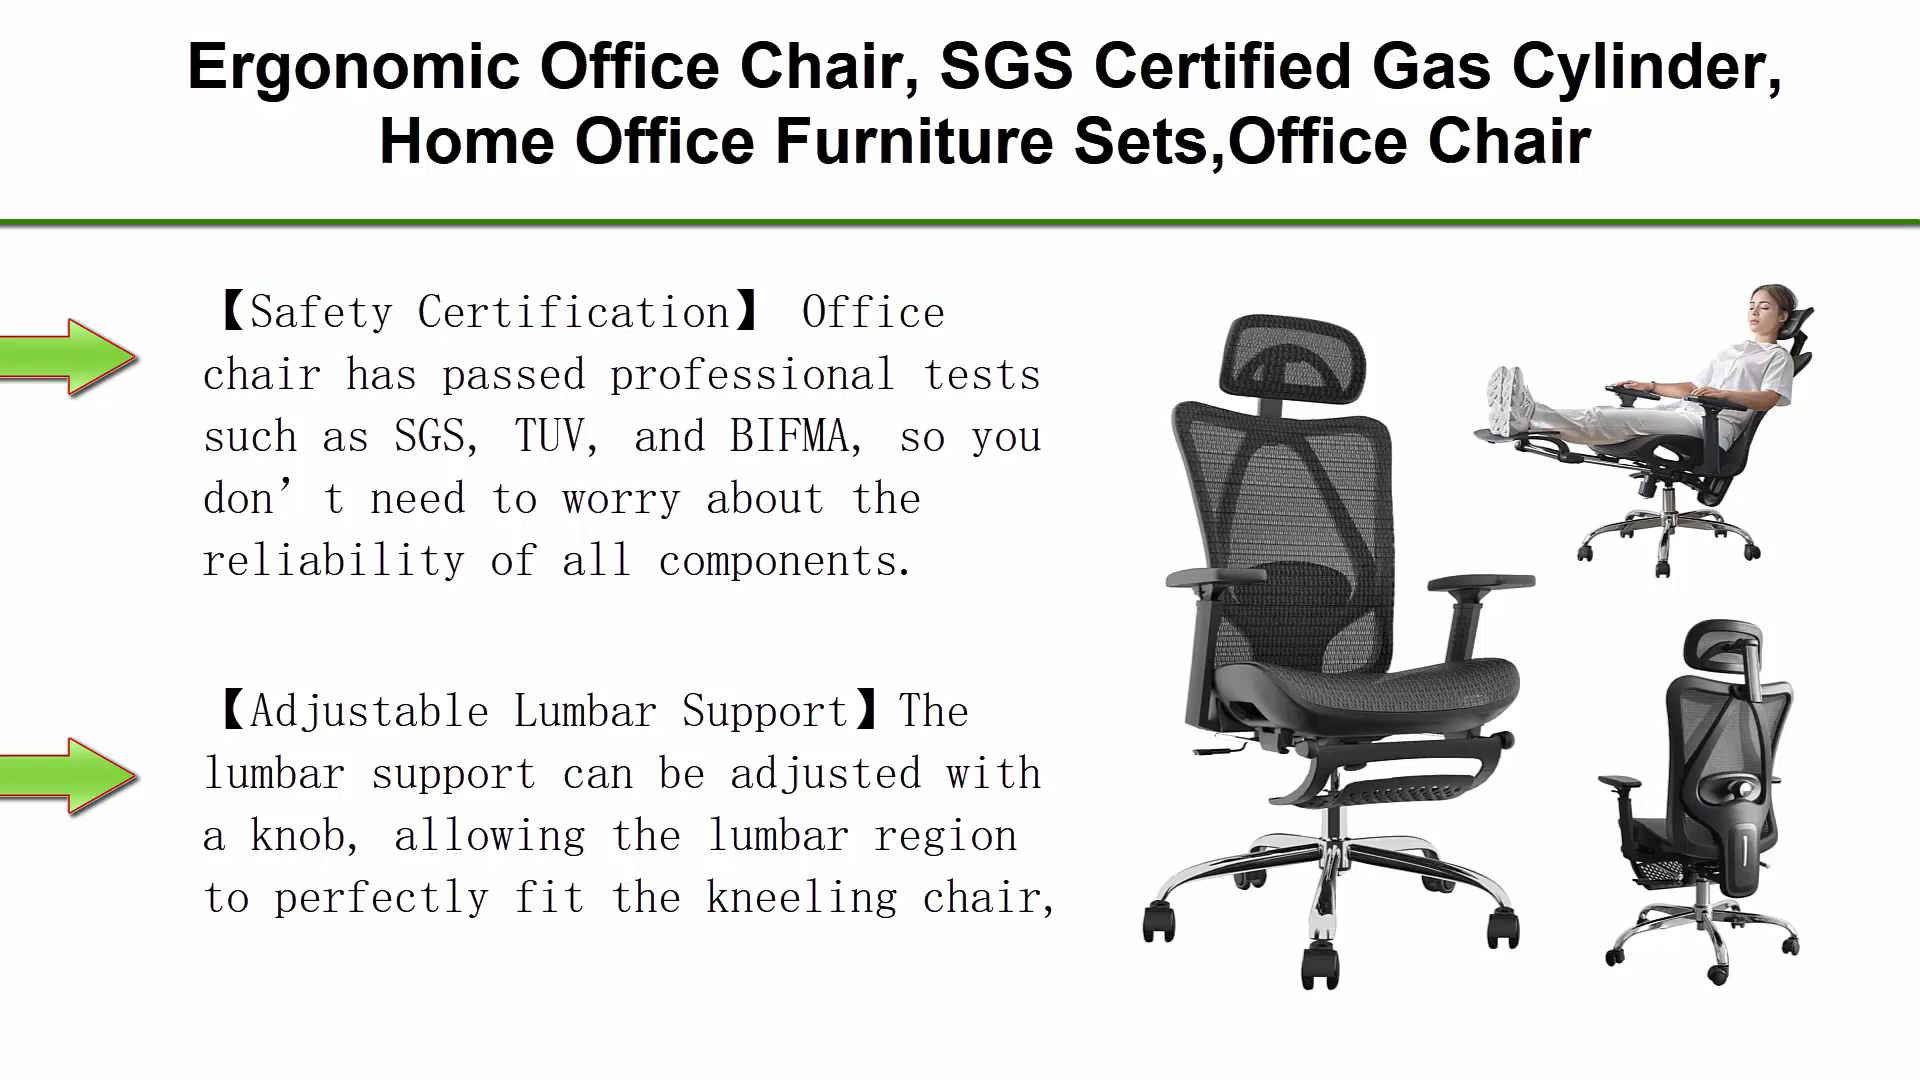 Ergonomic Office Chair, SGS Certified Gas Cylinder,
Home Office Furniture Sets,Office Chair
【Safety Certification】 Office
chair has passed professional tests
such as SGS, TUV, and BIFMA, so you
don’t need to worry about the
reliability of all components.
【Adjustable Lumbar Support】The
lumbar support can be adjusted with
a knob, allowing the lumbar region
to perfectly fit the kneeling chair,